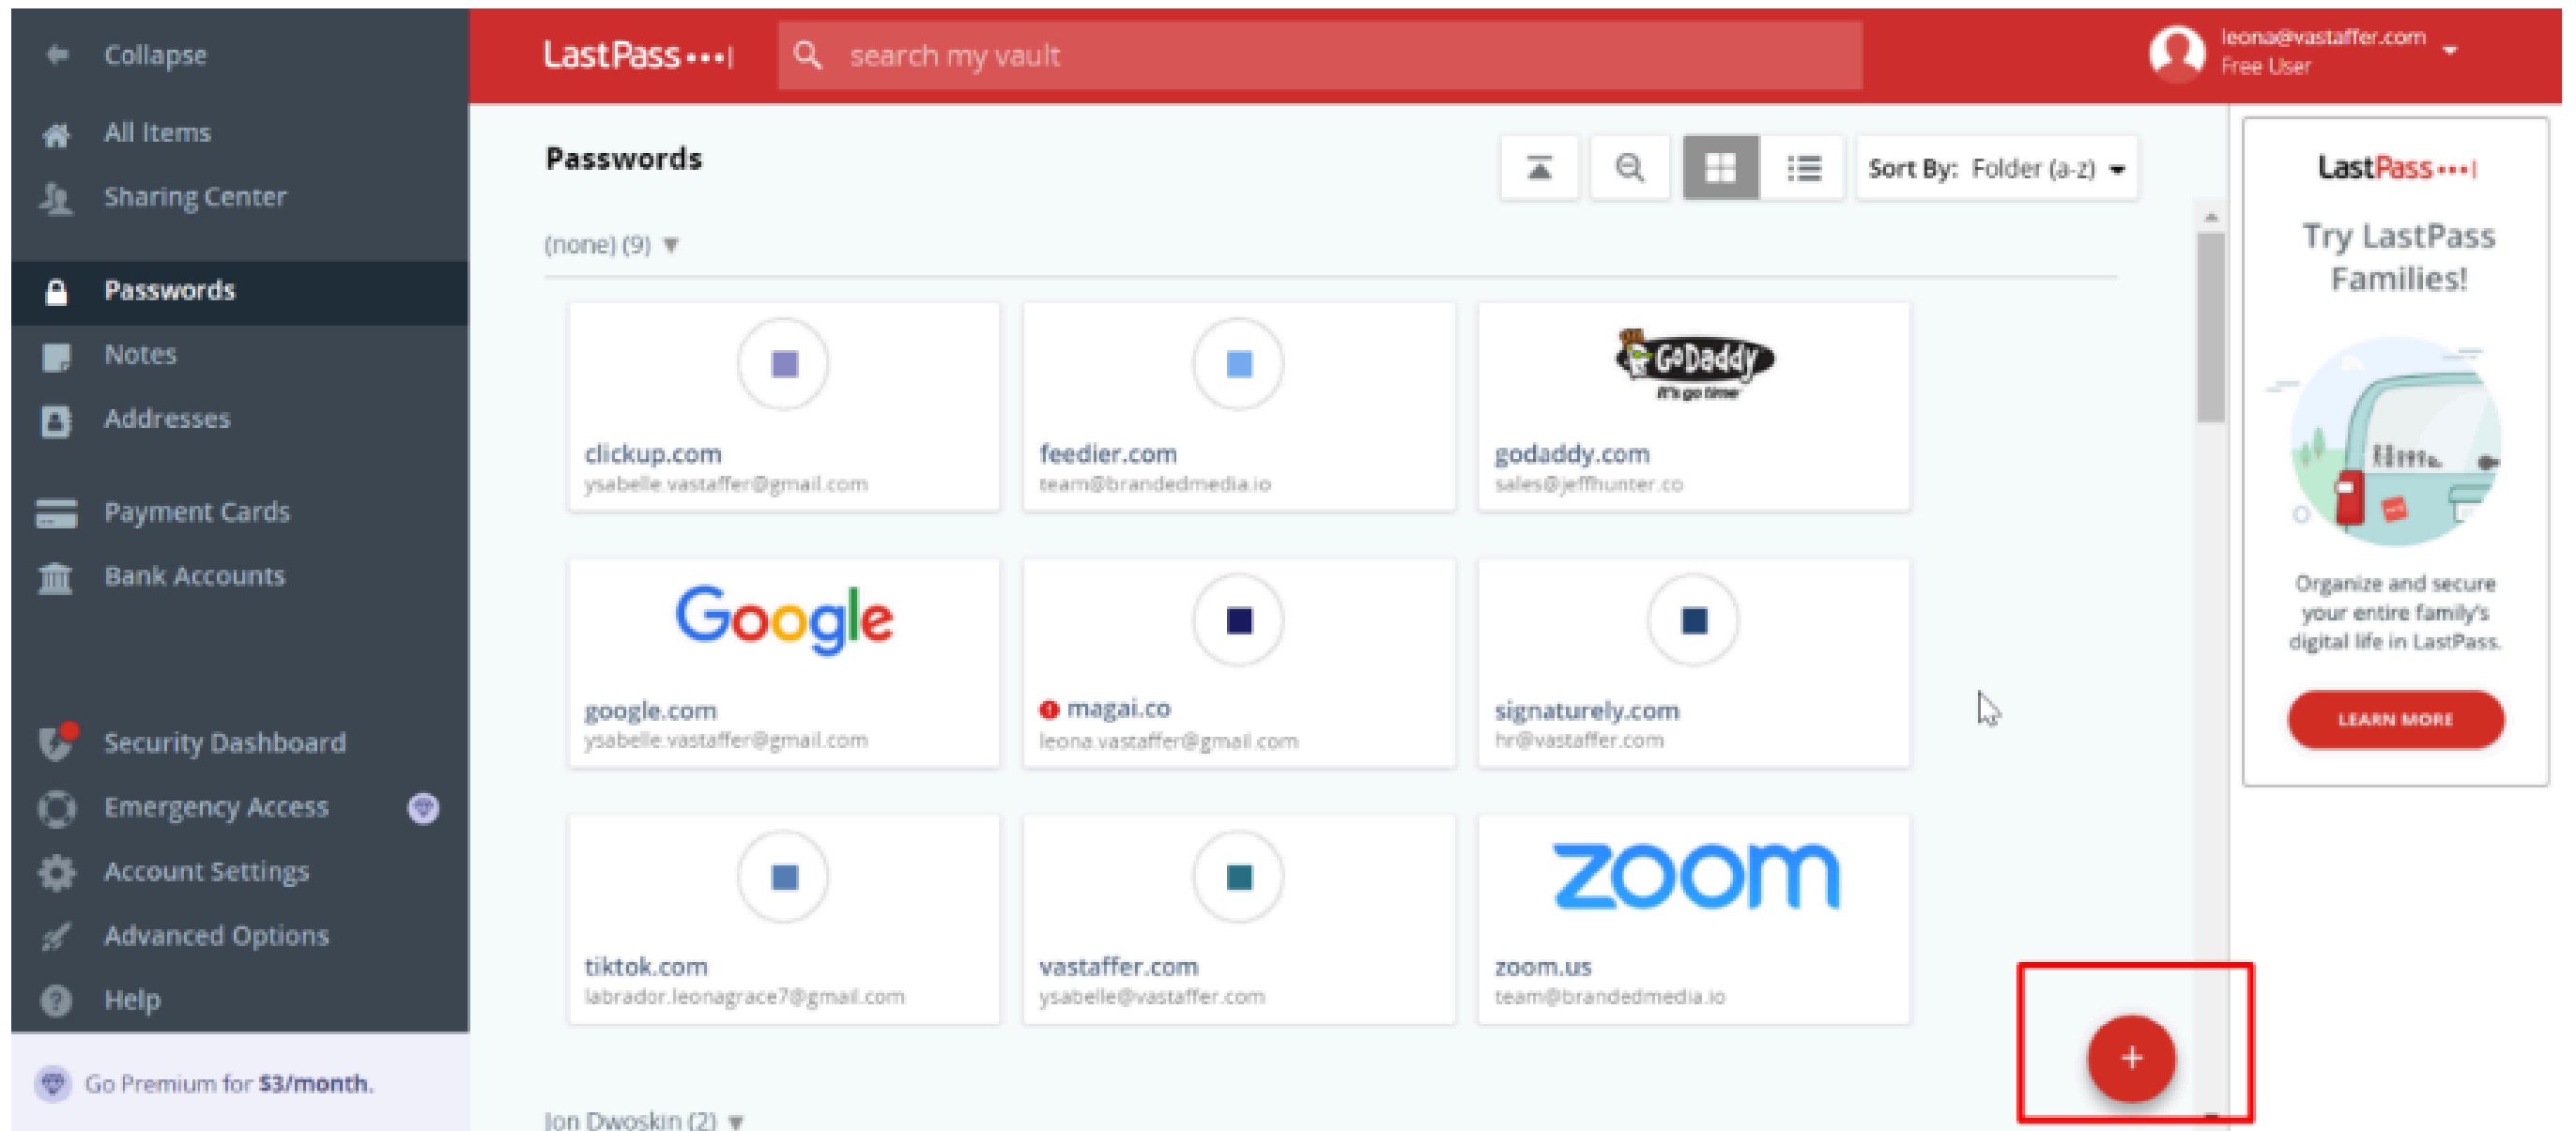 Collapse
All Items
Sharing Center
Passwords
Notes
Addresses
Payment Cards
Bank Accounts
Security Dashboard
Emergency Access
Account Settings
Advanced Options
Help
Go Premium for $3/month.
LastPass
search my vault
leona@vastaffer.com
Free User
Passwords
Sort By: Folder (a-z)
(none) (9)
clickup.com
ysabelle.vastaffer@gmail.com
feedier.com
team@brandedmedia.io
GoDaddy
It's go time
godaddy.com
sales@jeffhunter.co
Google
google.com
ysabelle.vastaffer@gmail.com
magai.co
leona.vastaffer@gmail.com
signaturely.com
hr@vastaffer.com
tiktok.com
labrador.leonagrace7@gmail.com
vastaffer.com
ysabelle@vastaffer.com
zoom
zoom.us
team@brandedmedia.io
Jon Dwoskin (2)
LastPass
Try LastPass
Families!
Organize and secure
your entire family's
digital life in LastPass.
LEARN MORE